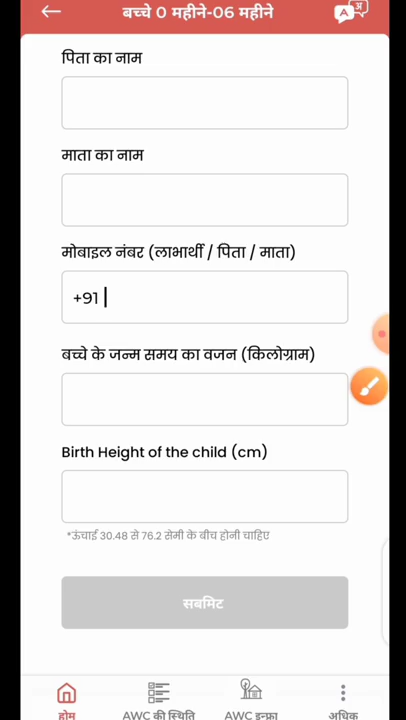 बच्चे 0 महीने-06 महीने
A अ
पिता का नाम
माता का नाम
मोबाइल नंबर (लाभार्थी / पिता / माता)
+91
बच्चे के जन्म समय का वजन (किलोग्राम)
Birth Height of the child (cm)
*ऊंचाई 30.48 से 76.2 सेमी के बीच होनी चाहिए
सबमिट
होम AWC की स्थिति AWC इन्फ्रा अधिक